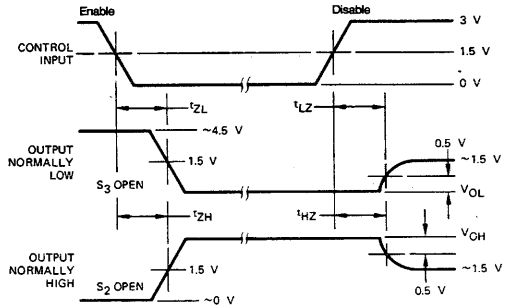 Enable
Disable
3 V
CONTROL
INPUT
1.5 V
0 V
tZL
tLZ
0.5 V
~4.5 V
OUTPUT
NORMALLY
LOW
1.5 V
~1.5 V
S3 OPEN
VOL
tZH
tHZ
VOH
OUTPUT
NORMALLY
HIGH
S2 OPEN
1.5 V
~1.5 V
~0 V
0.5 V